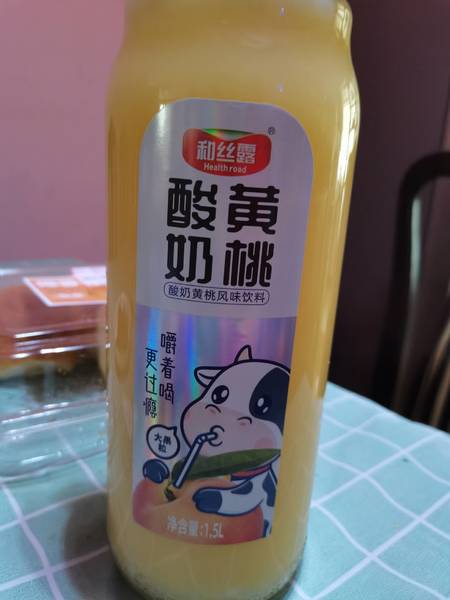 和丝露
®
Health road
黄桃
酸奶
酸奶黄桃风味饮料
嚼着喝
更过瘾
大果粒
净含量:1.5L